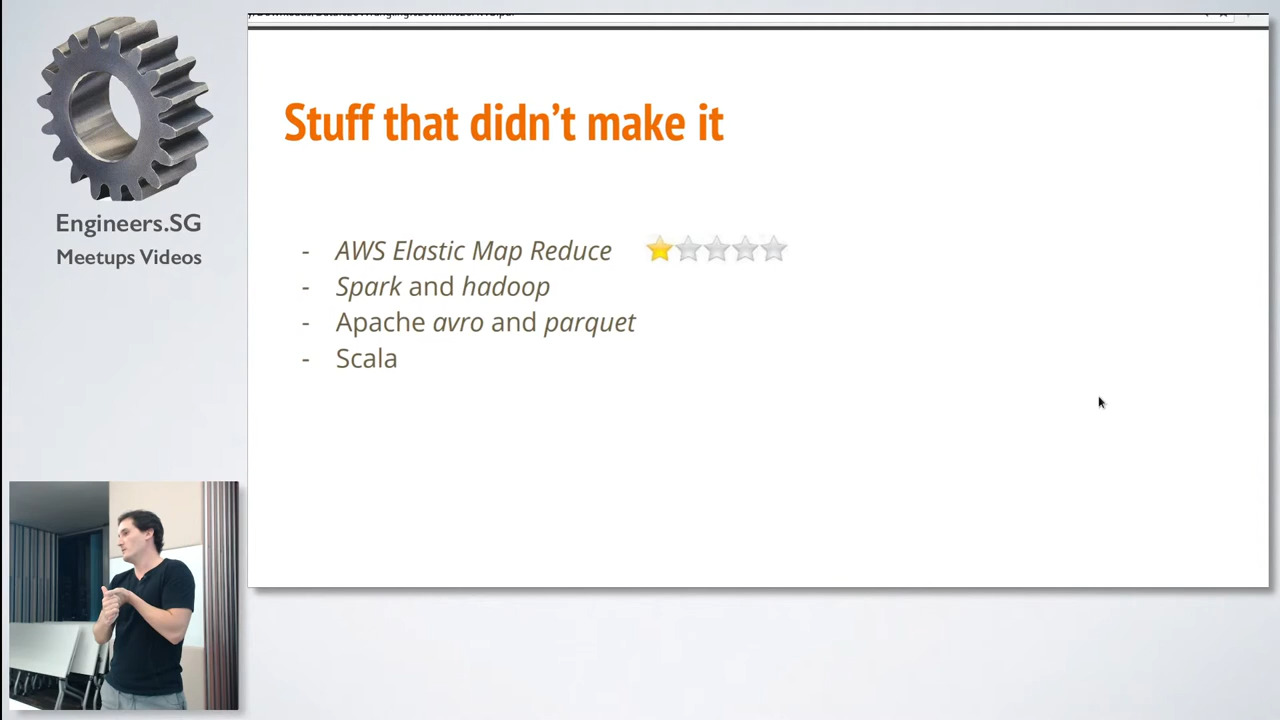 Engineers.SG
Meetups Videos
Stuff that didn't make it
- AWS Elastic Map Reduce
- Spark and hadoop
- Apache avro and parquet
- Scala